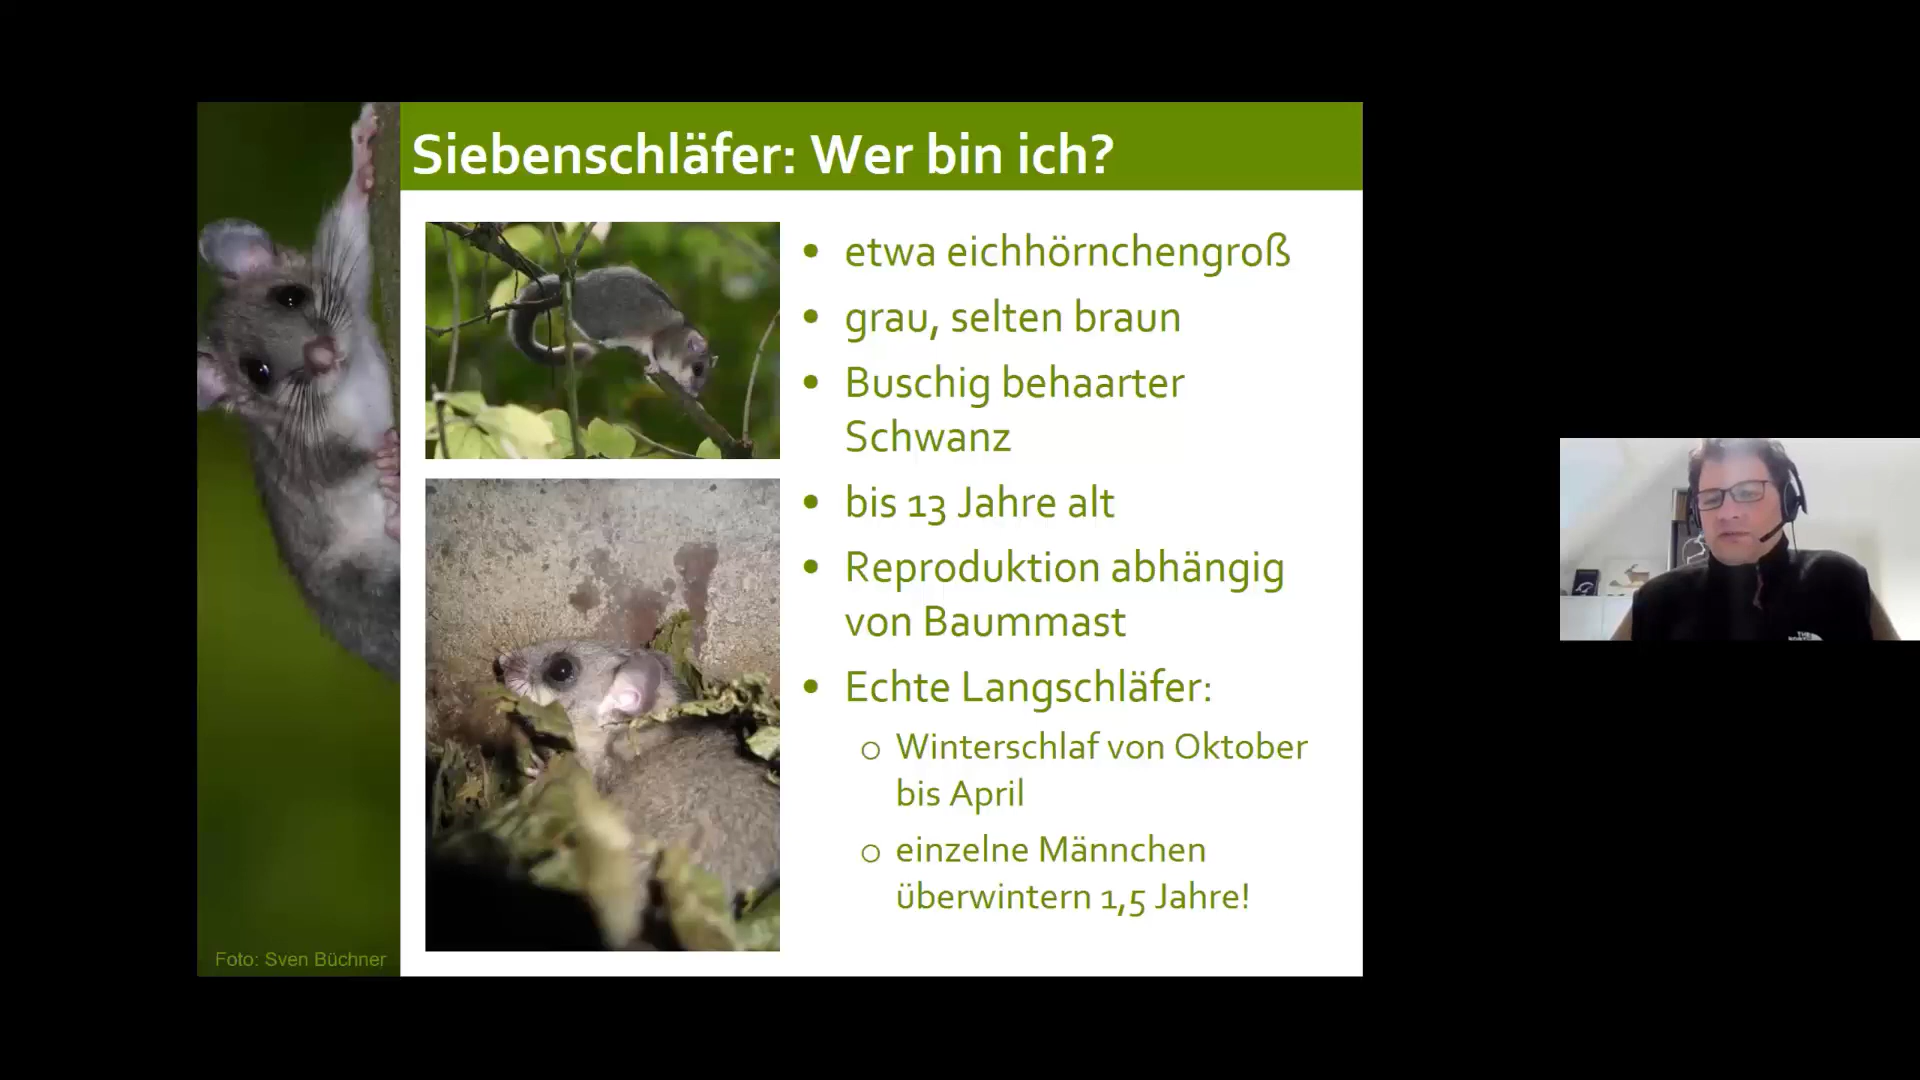 Siebenschläfer: Wer bin ich?
• etwa eichhörnchengroß
• grau, selten braun
• Buschig behaarter
Schwanz
• bis 13 Jahre alt
• Reproduktion abhängig
von Baummast
• Echte Langschläfer:
o Winterschlaf von Oktober
bis April
o einzelne Männchen
überwintern 1,5 Jahre!
Foto: Sven Büchner
THE